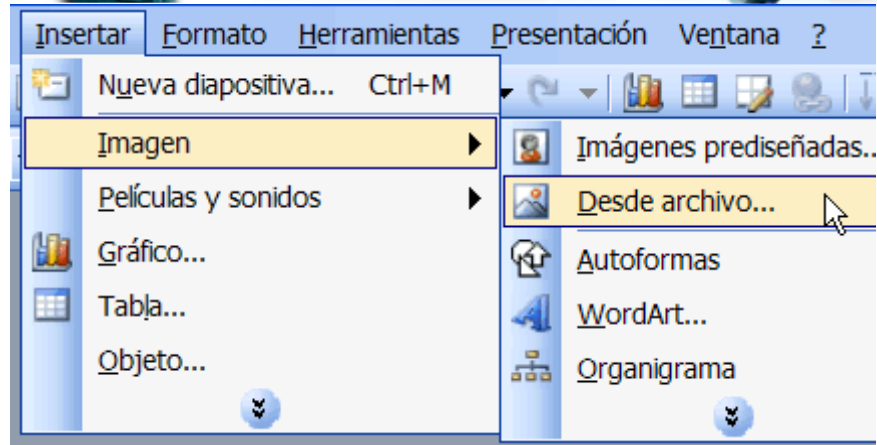 Insertar Formato Herramientas Presentación Ventana ?
Nueva diapositiva... Ctrl+M
Imagen
Películas y sonidos
Gráfico...
Tabla...
Objeto...
Imágenes prediseñadas..
Desde archivo...
Autoformas
WordArt...
Organigrama